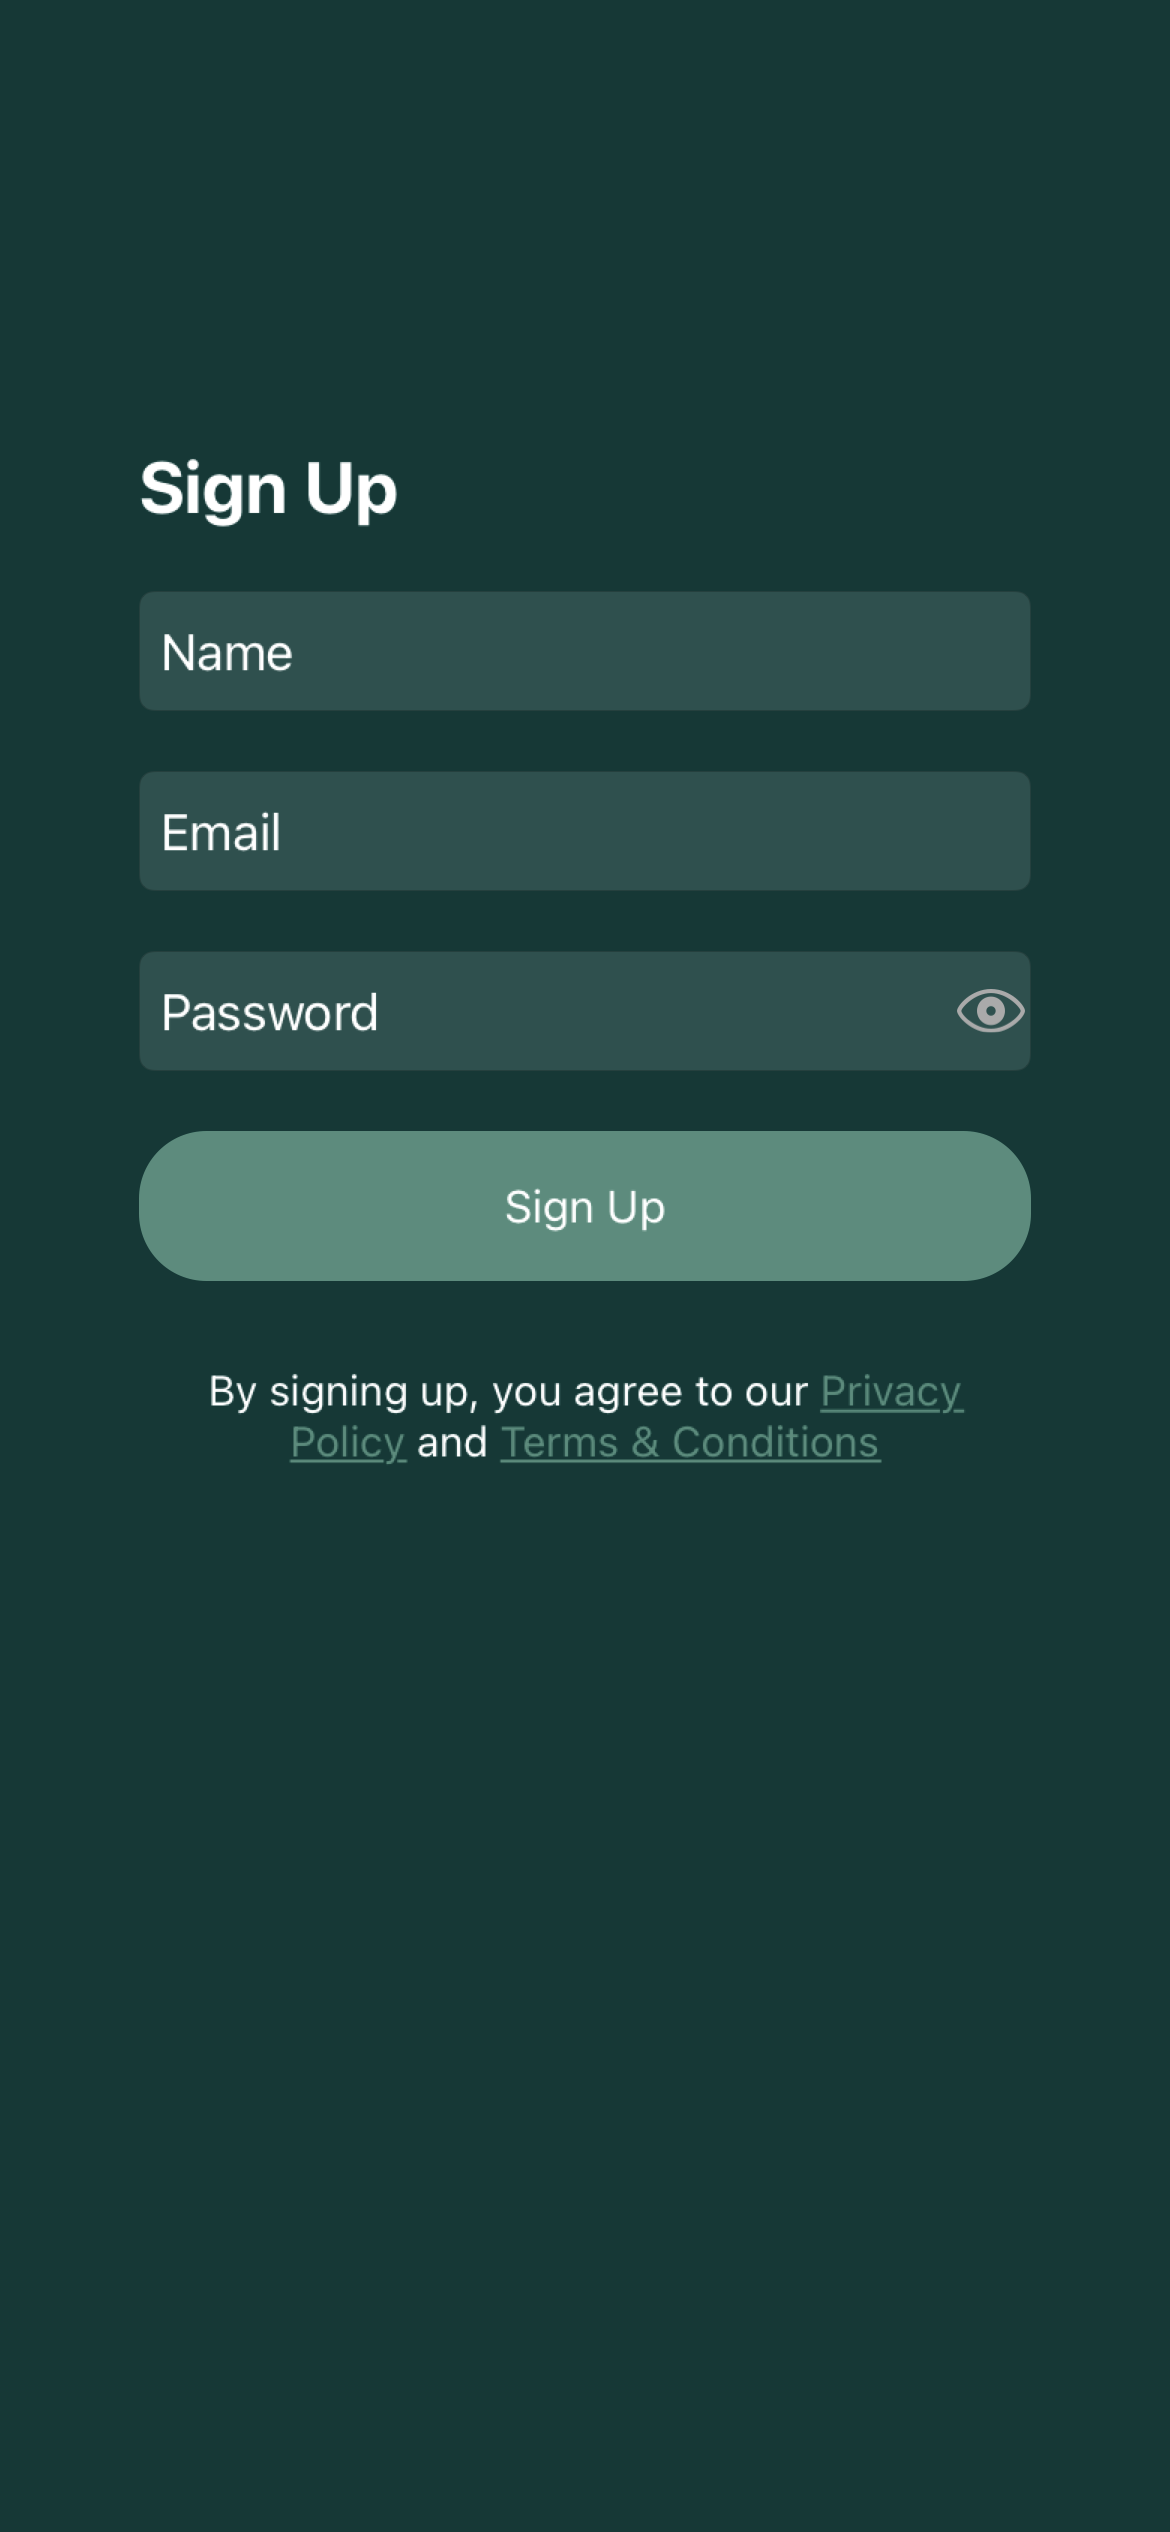 Sign Up
Name
Email
Password
Sign Up
By signing up, you agree to our Privacy
Policy and Terms & Conditions